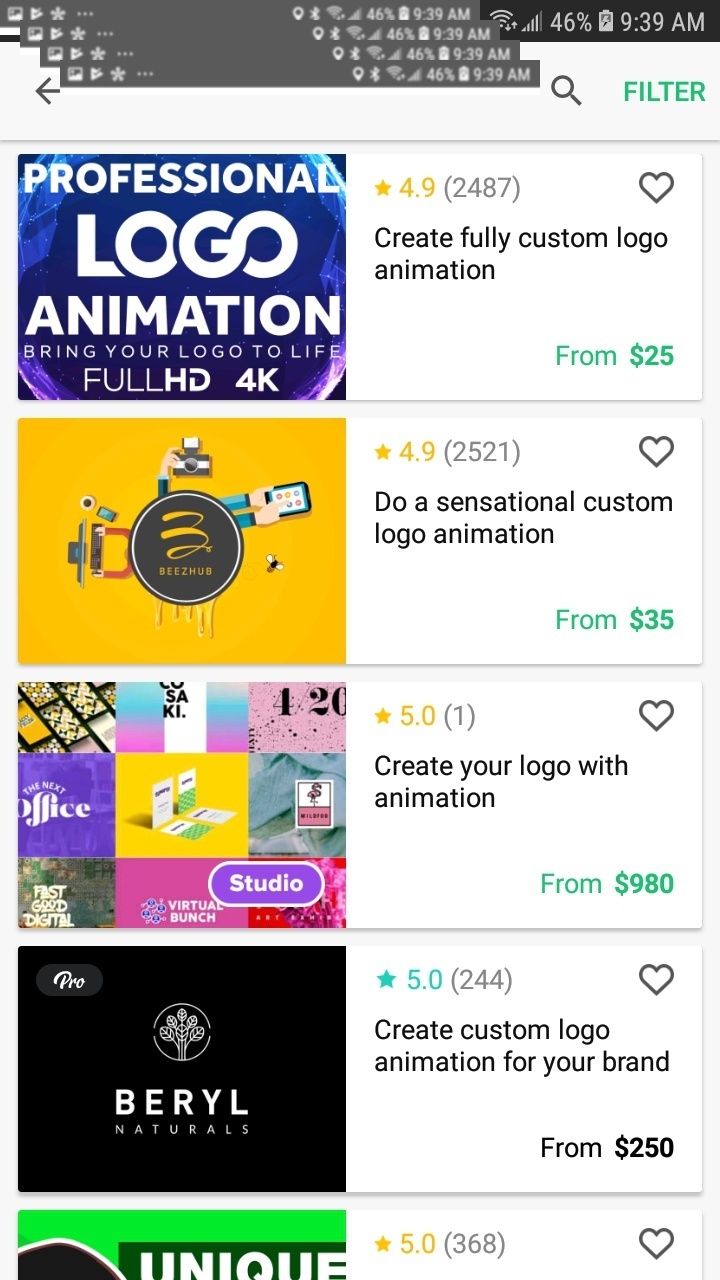 46% 9:39 AM
46% 9:39 AM
46% 9:39 AM
46% 9:39 AM
46% 9:39 AM
FILTER
PROFESSIONAL
LOGO
ANIMATION
BRING YOUR LOGO TO LIFE
FULLHD 4K
4.9 (2487)
Create fully custom logo
animation
From $25
BEEZHUB
4.9 (2521)
Do a sensational custom
logo animation
From $35
CO
SA
KI.
4/20
THE NEXT
Office
MILDFOO
FAST
GOOD
DIGITAL
VIRTUAL
BUNCH
Studio
5.0 (1)
Create your logo with
animation
From $980
Pro
BERYL
NATURALS
5.0 (244)
Create custom logo
animation for your brand
From $250
UNIQUE
5.0 (368)